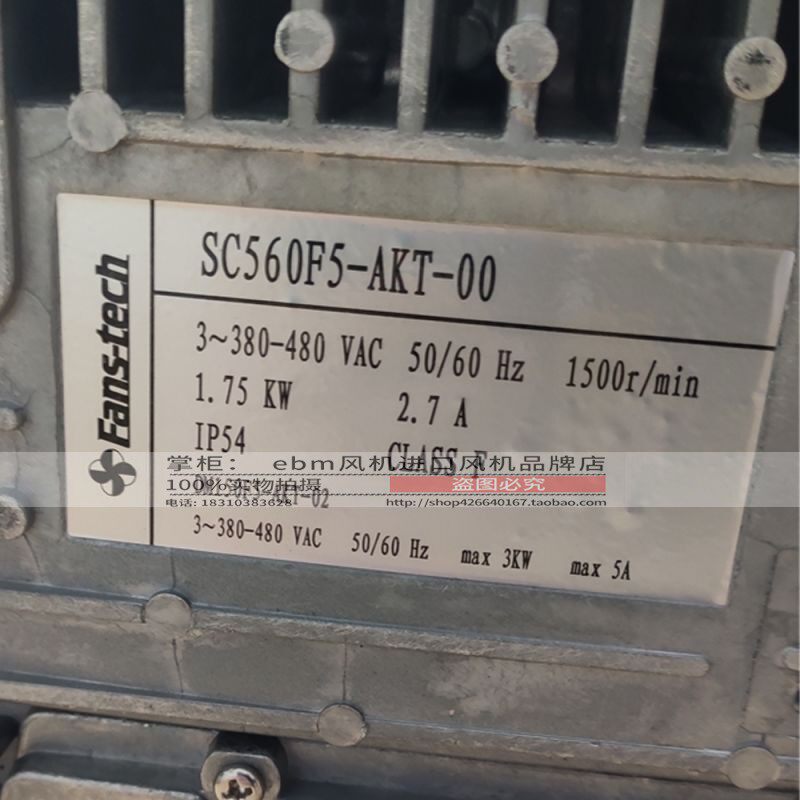 Fans-tech
SC560F5-AKT-00
3~380-480 VAC 50/60 Hz 1500r/min
1.75 KW 2.7 A
IP54 CLASS F
掌柜： ebm风机进口风机品牌店
100%实物拍摄 盗图必究
电话: 18310383628 http://shop426640167.taobao.com
3~380-480 VAC 50/60 Hz max 3KW max 5A